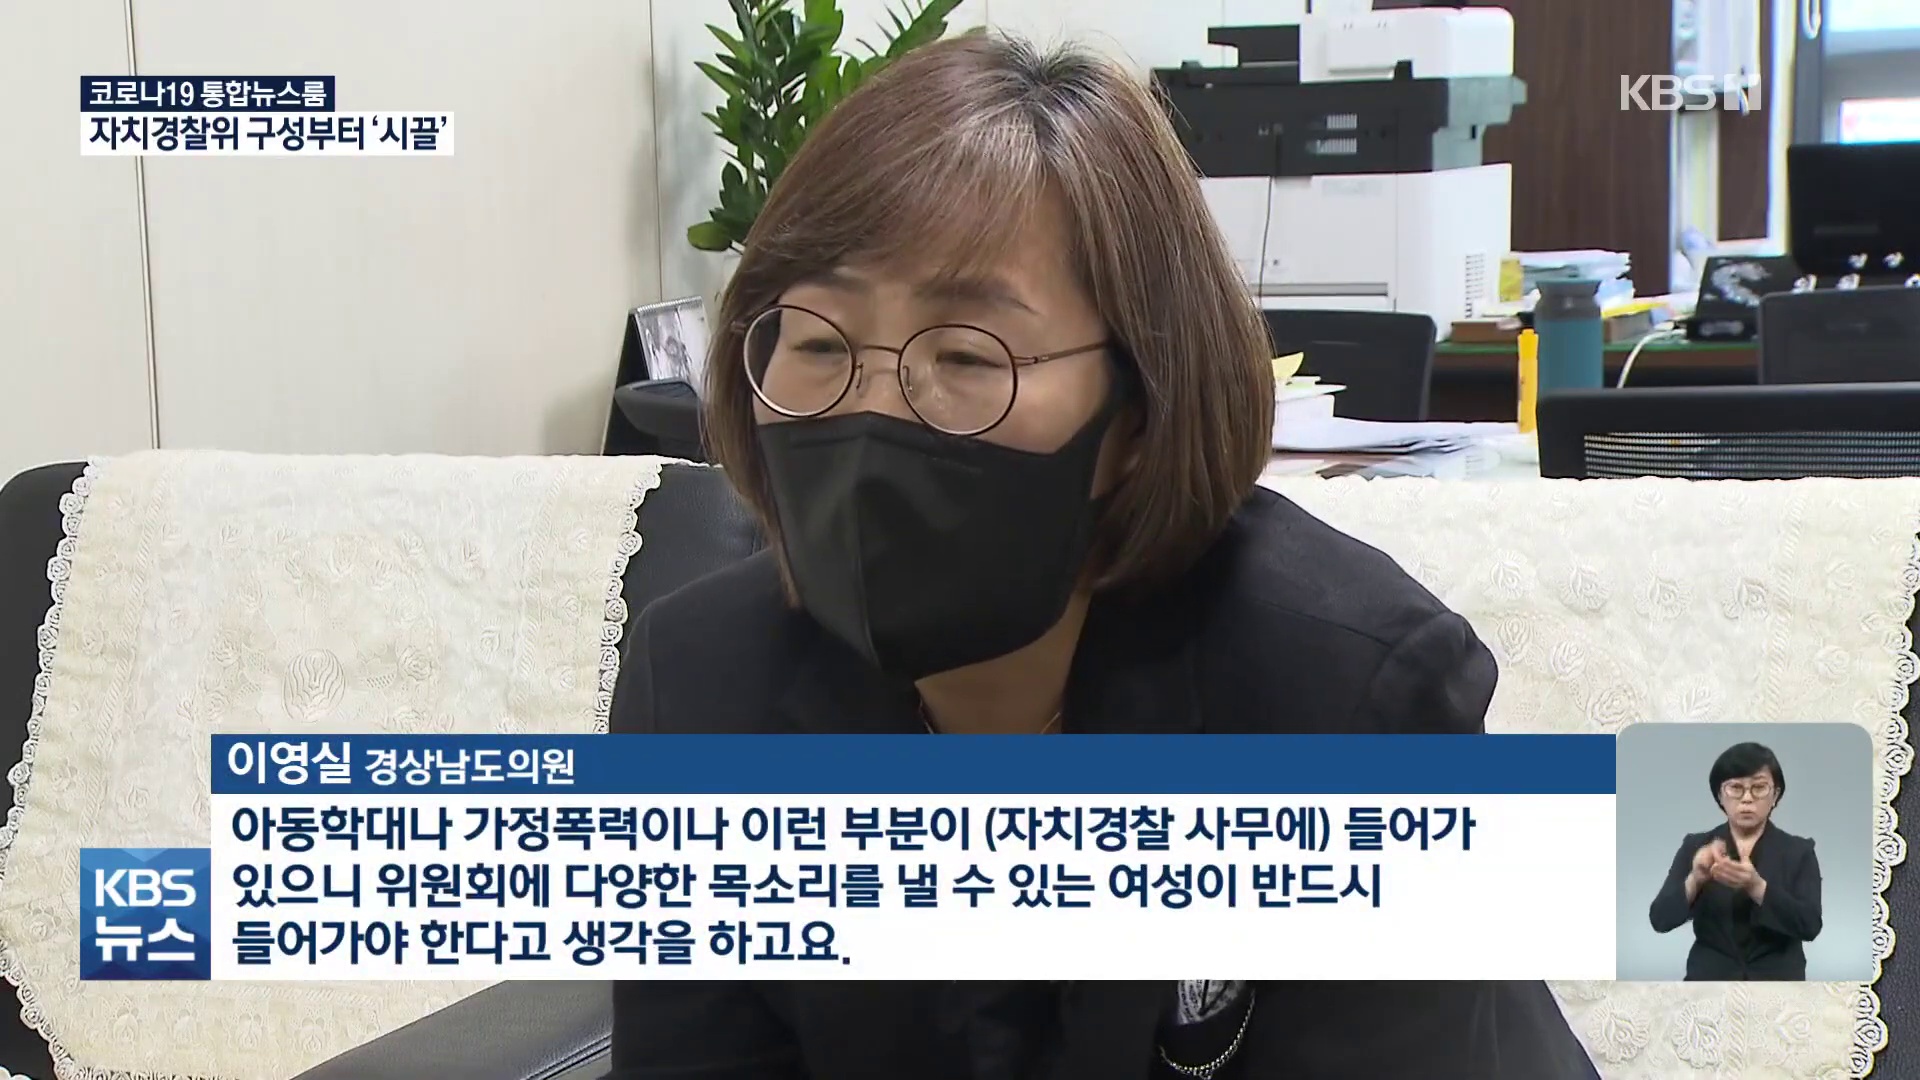 코로나19 통합뉴스룸
자치경찰위 구성부터 ‘시끌’
KBS 1
이영실 경상남도의원
아동학대나 가정폭력이나 이런 부분이 (자치경찰 사무에) 들어가
있으니 위원회에 다양한 목소리를 낼 수 있는 여성이 반드시
들어가야 한다고 생각을 하고요.
KBS
뉴스